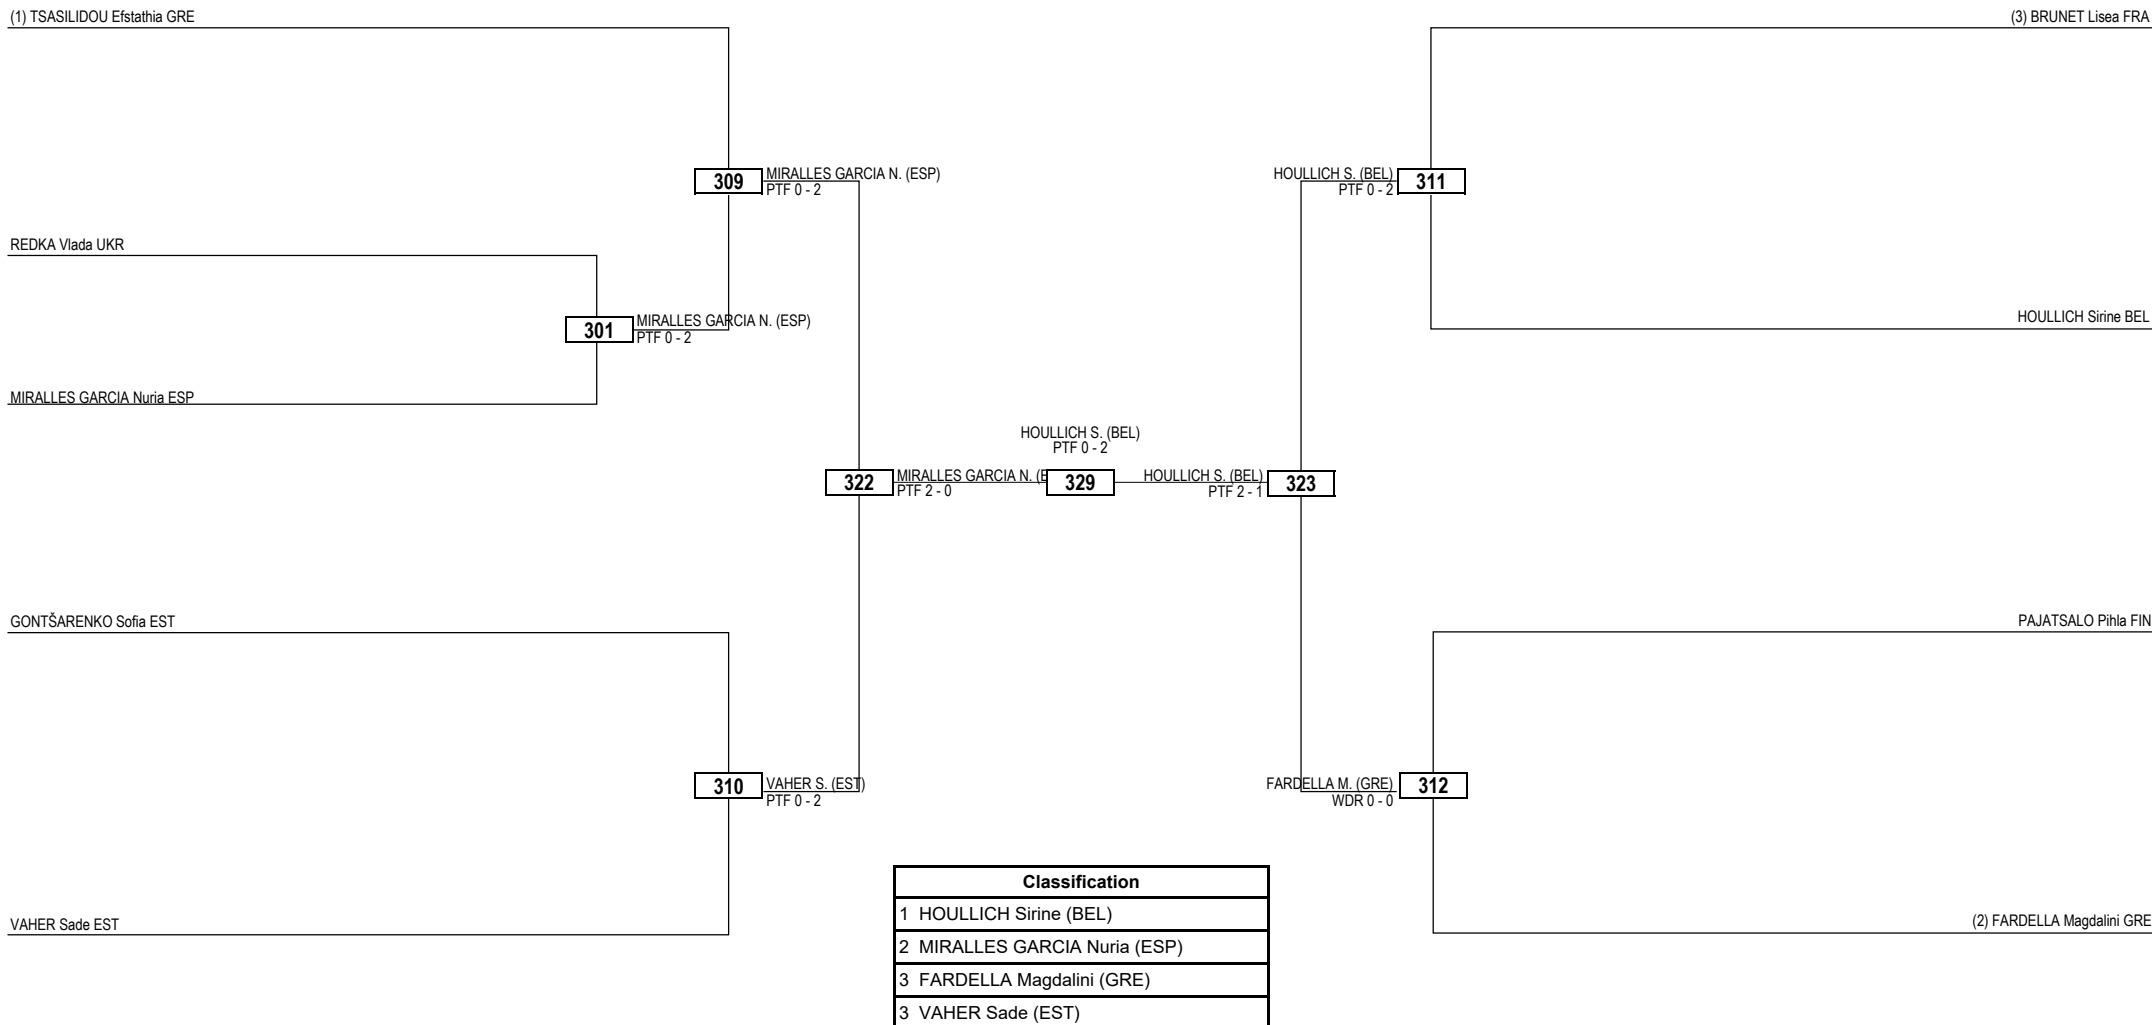 (1) TSASILIDOU Efstathia GRE
(3) BRUNET Lisea FRA
309
MIRALLES GARCIA N. (ESP)
PTF 0 - 2
HOULLICH S. (BEL)
PTF 0 - 2
311
REDKA Vlada UKR
301
MIRALLES GARCIA N. (ESP)
PTF 0 - 2
HOULLICH Sirine BEL
MIRALLES GARCIA Nuria ESP
HOULLICH S. (BEL)
PTF 0 - 2
322
MIRALLES GARCIA N. (E
PTF 2 - 0
329
HOULLICH S. (BEL)
PTF 2 - 1
323
GONTŠARENKO Sofia EST
PAJATSALO Pihla FIN
310
VAHER S. (EST)
PTF 0 - 2
FARDELLA M. (GRE)
WDR 0 - 0
312
VAHER Sade EST
(2) FARDELLA Magdalini GRE
Classification
1 HOULLICH Sirine (BEL)
2 MIRALLES GARCIA Nuria (ESP)
3 FARDELLA Magdalini (GRE)
3 VAHER Sade (EST)